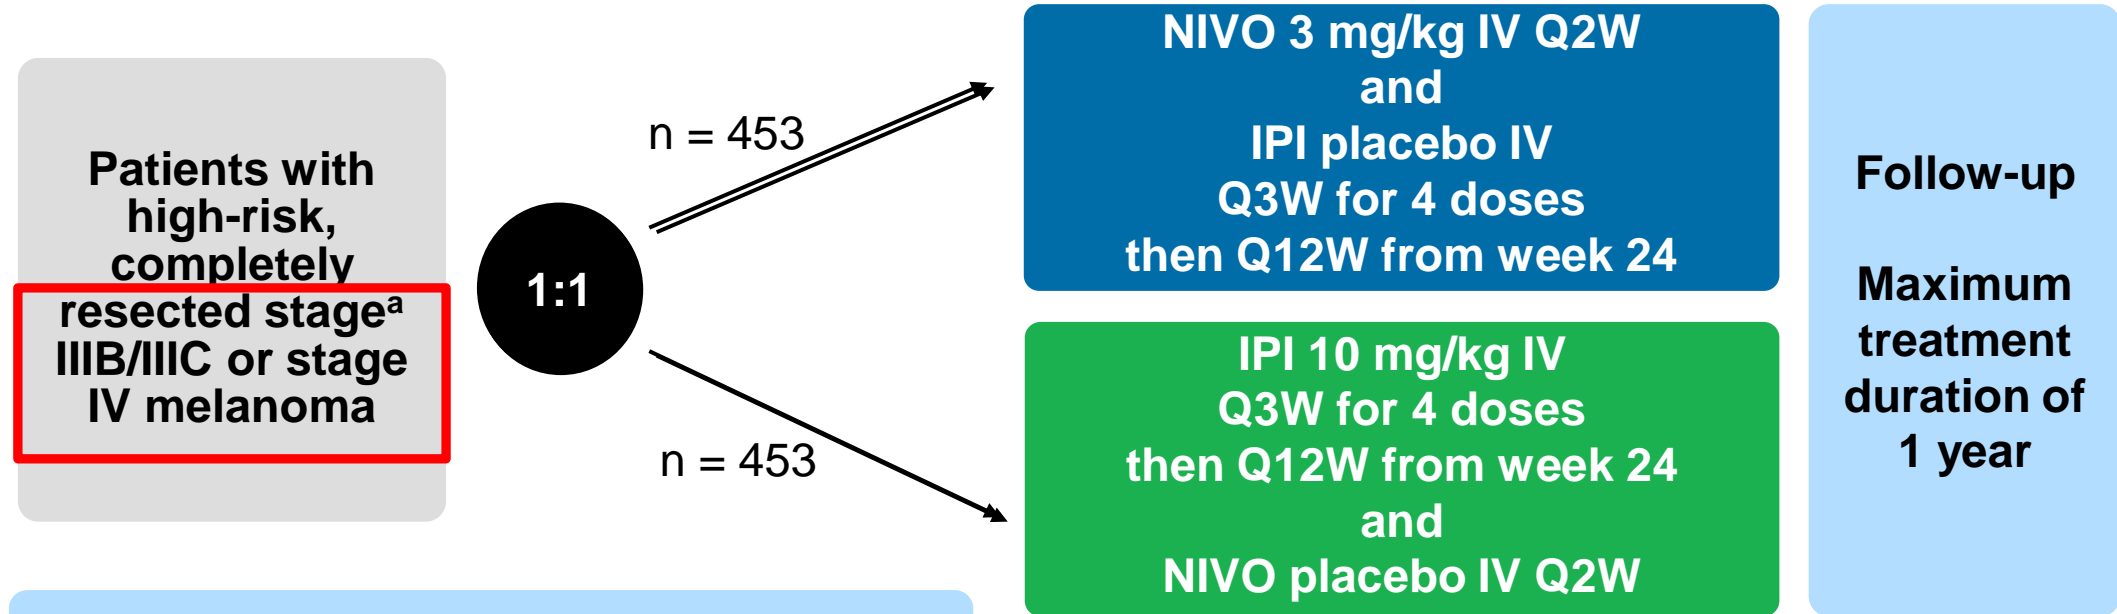 Patients with
high-risk,
completely
resected stageᵃ
IIIB/IIIC or stage
IV melanoma
1:1
n = 453
n = 453
NIVO 3 mg/kg IV Q2W
and
IPI placebo IV
Q3W for 4 doses
then Q12W from week 24
IPI 10 mg/kg IV
Q3W for 4 doses
then Q12W from week 24
and
NIVO placebo IV Q2W
Follow-up
Maximum
treatment
duration of
1 year